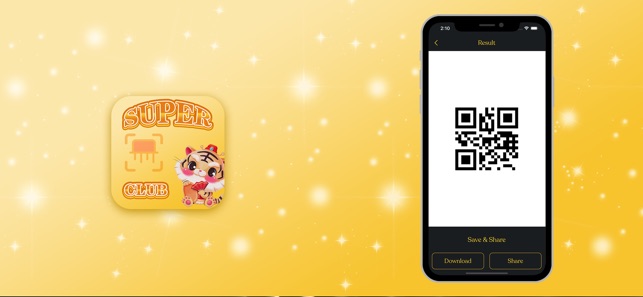 SUPER
CLUB
2:10
Result
Save & Share
Download
Share